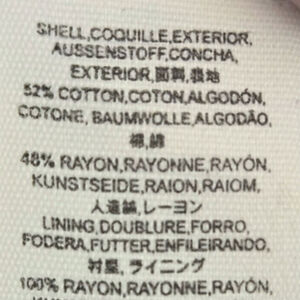 SHELL,COQUILLE,EXTERIOR,
AUSSENSTOFF,CONCHA,
EXTERIOR,面料,表地
52% COTTON,COTON,ALGODÓN,
COTONE, BAUMWOLLE,ALGODÃO,
棉,綿
48% RAYON,RAYONNE,RAYÓN,
KUNSTSEIDE,RAION,RAIOM,
人造絲,レーヨン
LINING,DOUBLURE,FORRO,
FODERA,FUTTER,ENFILEIRANDO,
衬里, ライニング
100% RAYON,RAYONNE,RAYÓN,